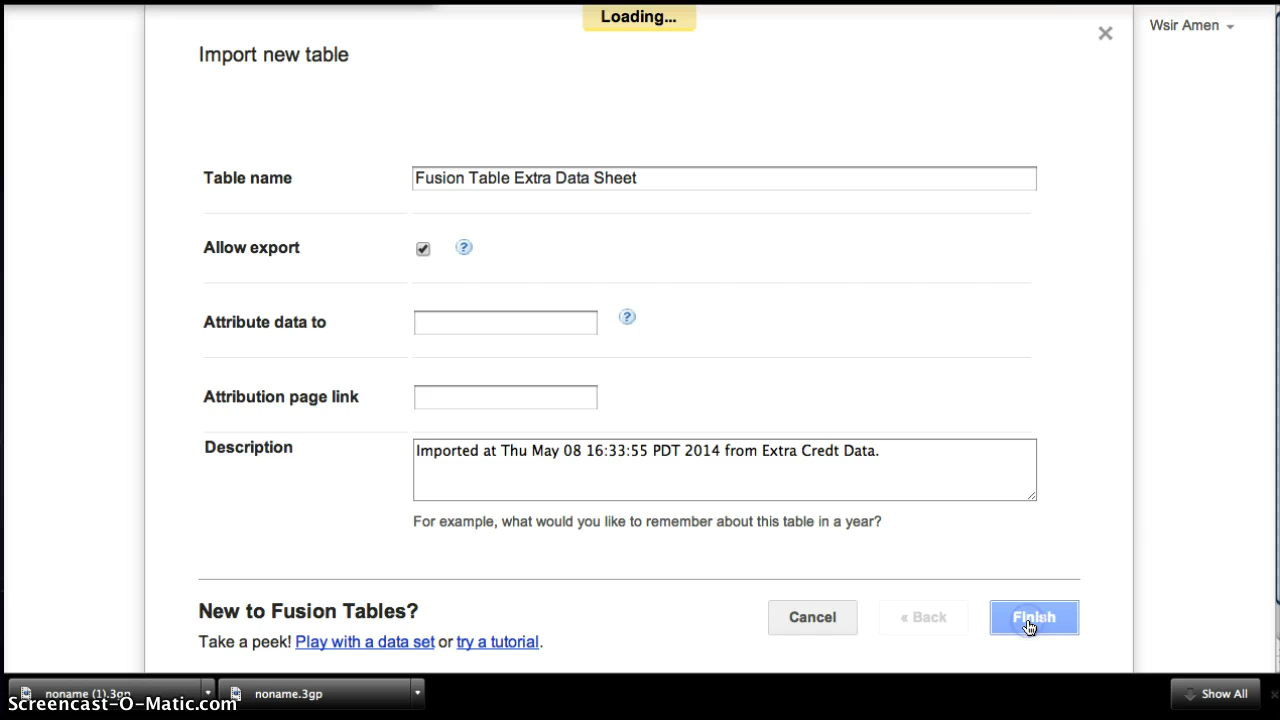 Loading...
Wsir Amen
Import new table
Table name
Fusion Table Extra Data Sheet
Allow export
?
Attribute data to
?
Attribution page link
Description
Imported at Thu May 08 16:33:55 PDT 2014 from Extra Credt Data.
For example, what would you like to remember about this table in a year?
New to Fusion Tables?
Cancel
« Back
Finish
Take a peek! Play with a data set or try a tutorial.
noname (1).3gp
noname.3gp
Show All
Screencast-O-Matic.com